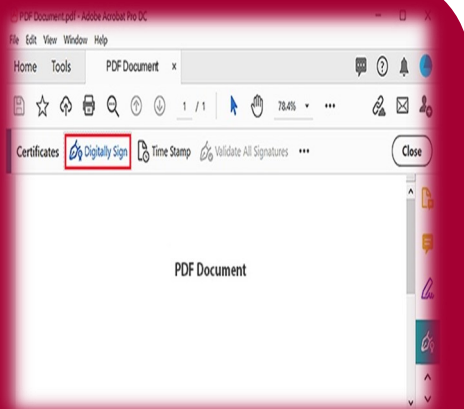 PDF Document.pdf - Adobe Acrobat Pro DC
File Edit View Window Help
Home Tools PDF Document x
1 / 1 78.4%
Certificates Digitally Sign Time Stamp Validate All Signatures Close
PDF Document